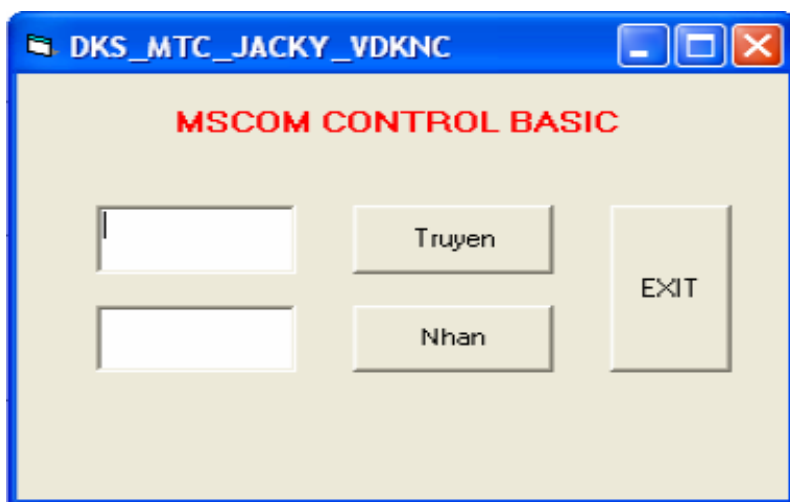 DKS_MTC_JACKY_VDKNC
MSCOM CONTROL BASIC
Truyen
EXIT
Nhan